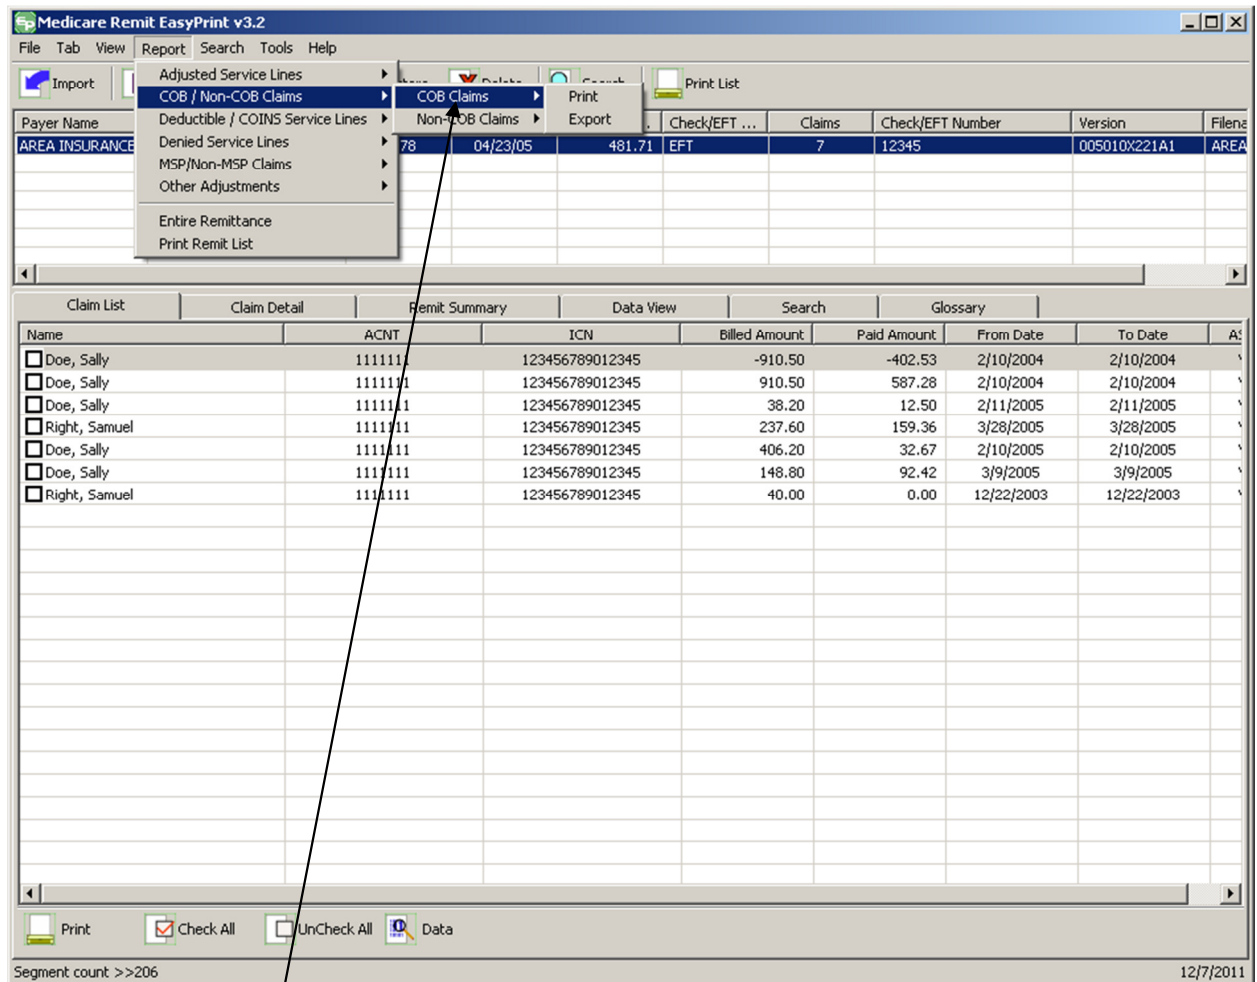 Medicare Remit EasyPrint v3.2
File Tab View Report Search Tools Help
Import Delete Search Print List
Adjusted Service Lines
COB / Non-COB Claims
Deductible / COINS Service Lines
Denied Service Lines
MSP/Non-MSP Claims
Other Adjustments
Entire Remittance
Print Remit List
COB Claims
Non-COB Claims
Print
Export
Payer Name Check/EFT ... Claims Check/EFT Number Version Filena
AREA INSURANCE 78 04/23/05 481.71 EFT 7 12345 005010X221A1 AREA
Claim List Claim Detail Remit Summary Data View Search Glossary
Name ACNT ICN Billed Amount Paid Amount From Date To Date AS
Doe, Sally 1111111 123456789012345 -910.50 -402.53 2/10/2004 2/10/2004
Doe, Sally 1111111 123456789012345 910.50 587.28 2/10/2004 2/10/2004
Doe, Sally 1111111 123456789012345 38.20 12.50 2/11/2005 2/11/2005
Right, Samuel 1111111 123456789012345 237.60 159.36 3/28/2005 3/28/2005
Doe, Sally 1111111 123456789012345 406.20 32.67 2/10/2005 2/10/2005
Doe, Sally 1111111 123456789012345 148.80 92.42 3/9/2005 3/9/2005
Right, Samuel 1111111 123456789012345 40.00 0.00 12/22/2003 12/22/2003
Print Check All UnCheck All Data
Segment count >>206 12/7/2011